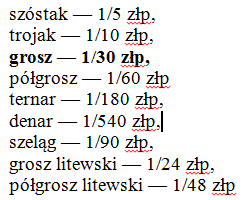 szóstak — 1/5 złp,
trojak — 1/10 złp,
grosz — 1/30 złp,
półgrosz — 1/60 złp
ternar — 1/180 złp,
denar — 1/540 złp,
szeląg — 1/90 złp,
grosz litewski — 1/24 złp,
półgrosz litewski — 1/48 złp